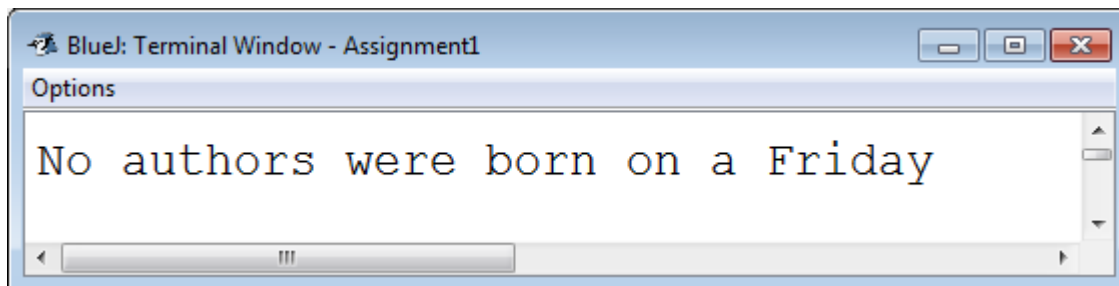 BlueJ: Terminal Window - Assignment1
Options
No authors were born on a Friday